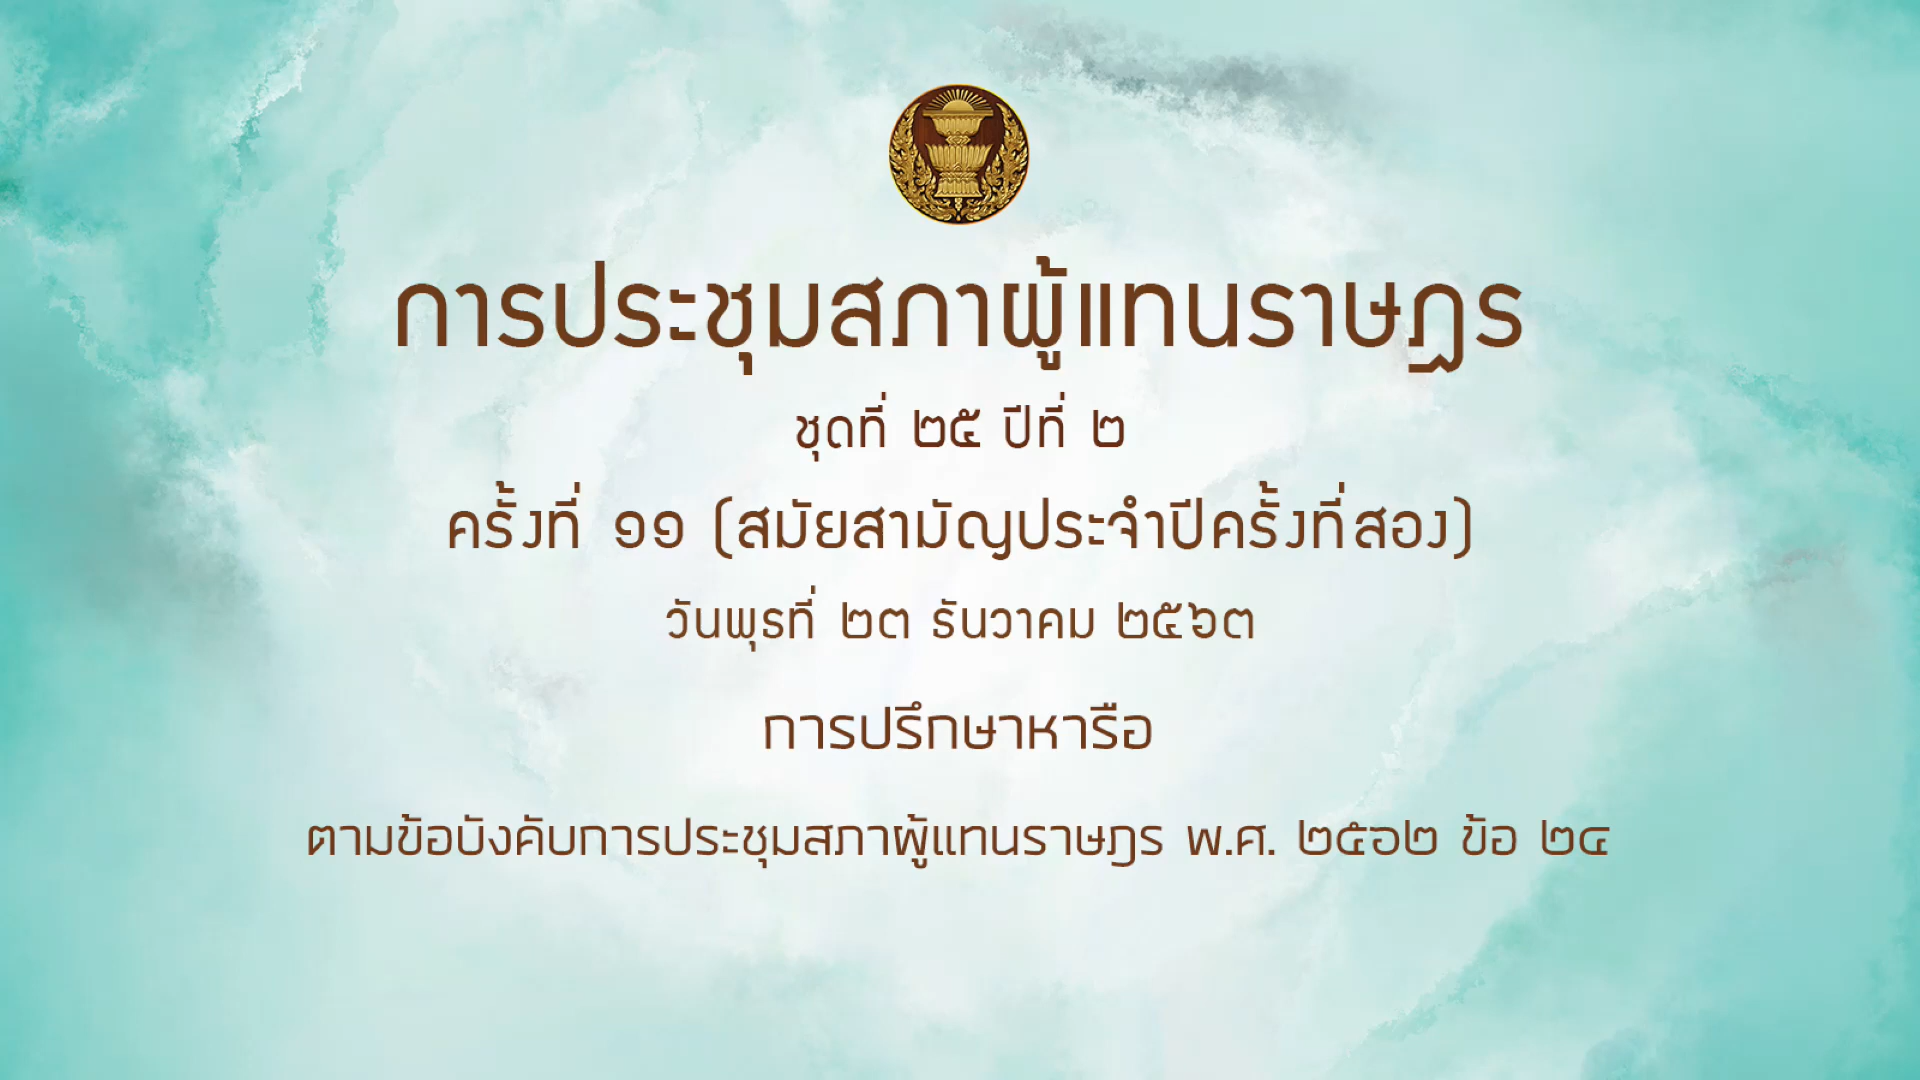 การประชุมสภาผู้แทนราษฎร
ชุดที่ ๒๕ ปีที่ ๒
ครั้งที่ ๑๑ (สมัยสามัญประจำปีครั้งที่สอง)
วันพุธที่ ๒๓ ธันวาคม ๒๕๖๓
การปรึกษาหารือ
ตามข้อบังคับการประชุมสภาผู้แทนราษฎร พ.ศ. ๒๕๖๒ ข้อ ๒๔